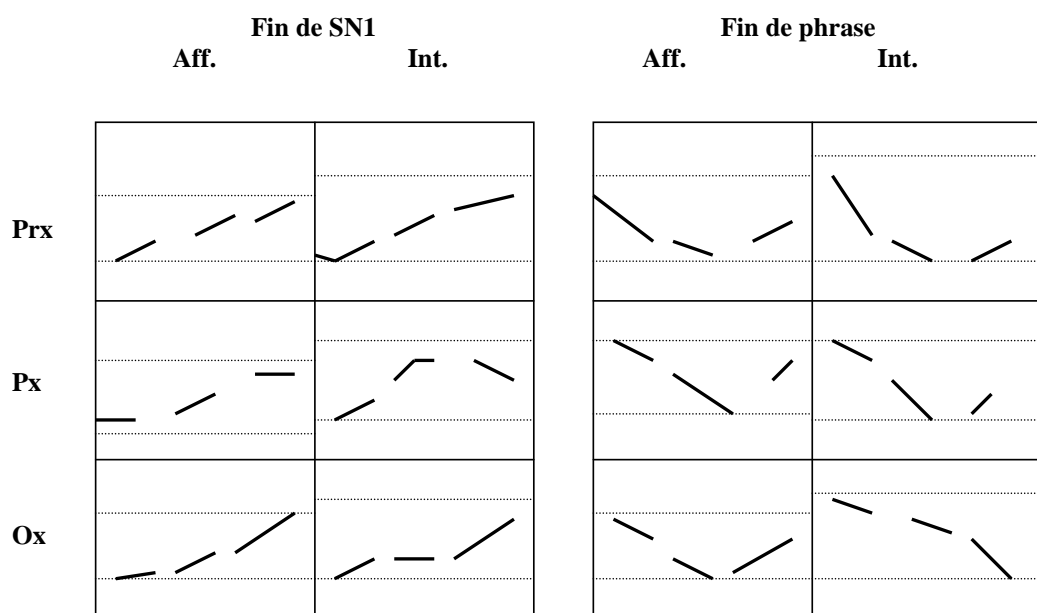 Fin de SN1 Fin de phrase
Aff. Int. Aff. Int.
Prx
Px
Ox